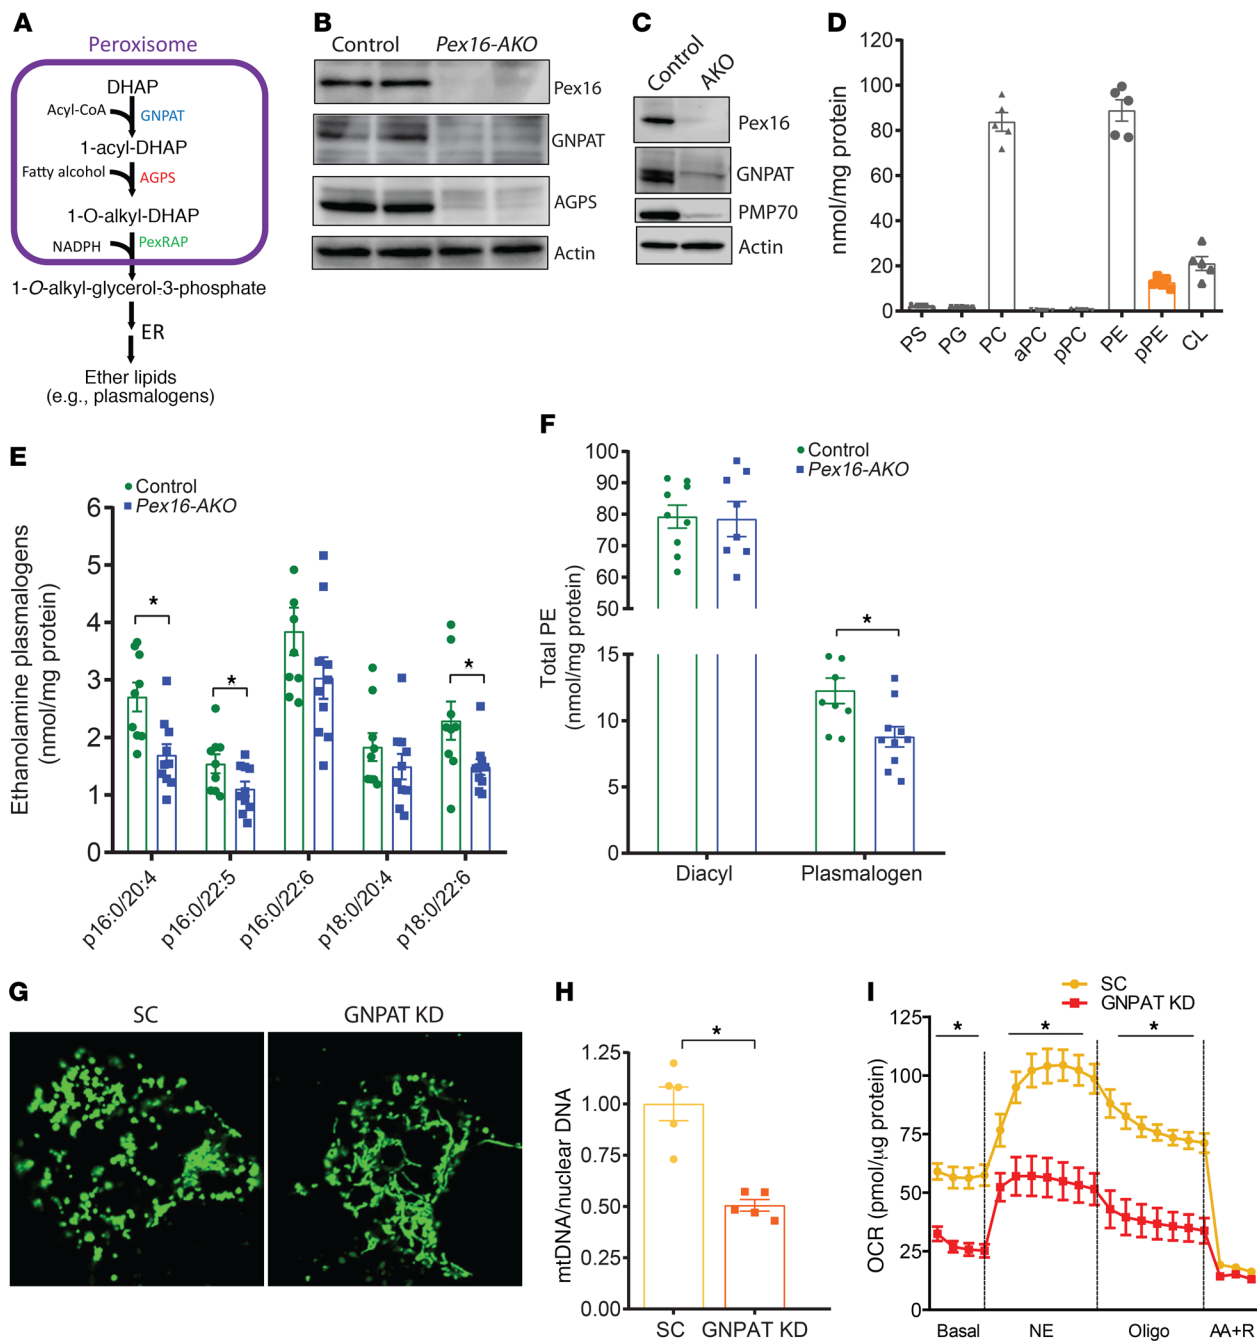 A
Peroxisome
DHAP
Acyl-CoA
GNPAT
1-acyl-DHAP
Fatty alcohol
AGPS
1-O-alkyl-DHAP
NADPH
PexRAP
1-O-alkyl-glycerol-3-phosphate
ER
Ether lipids
(e.g., plasmalogens)
B
Control Pex16-AKO
Pex16
GNPAT
AGPS
Actin
C
Control AKO
Pex16
GNPAT
PMP70
Actin
D
nmol/mg protein
120
100
80
60
40
20
0
PS PG PC aPC pPC PE pPE CL
E
Control
Pex16-AKO
Ethanolamine plasmalogens
(nmol/mg protein)
6
5
4
3
2
1
0
* * *
p16:0/20:4 p16:0/22:5 p16:0/22:6 p18:0/20:4 p18:0/22:6
F
Control
Pex16-AKO
Total PE
(nmol/mg protein)
100
90
80
70
60
50
15
10
5
0
*
Diacyl Plasmalogen
G
SC GNPAT KD
H
mtDNA/nuclear DNA
1.25
1.00
0.75
0.50
0.25
0.00
*
SC GNPAT KD
I
SC
GNPAT KD
OCR (pmol/µg protein)
125
100
75
50
25
0
* * *
Basal NE Oligo AA+R